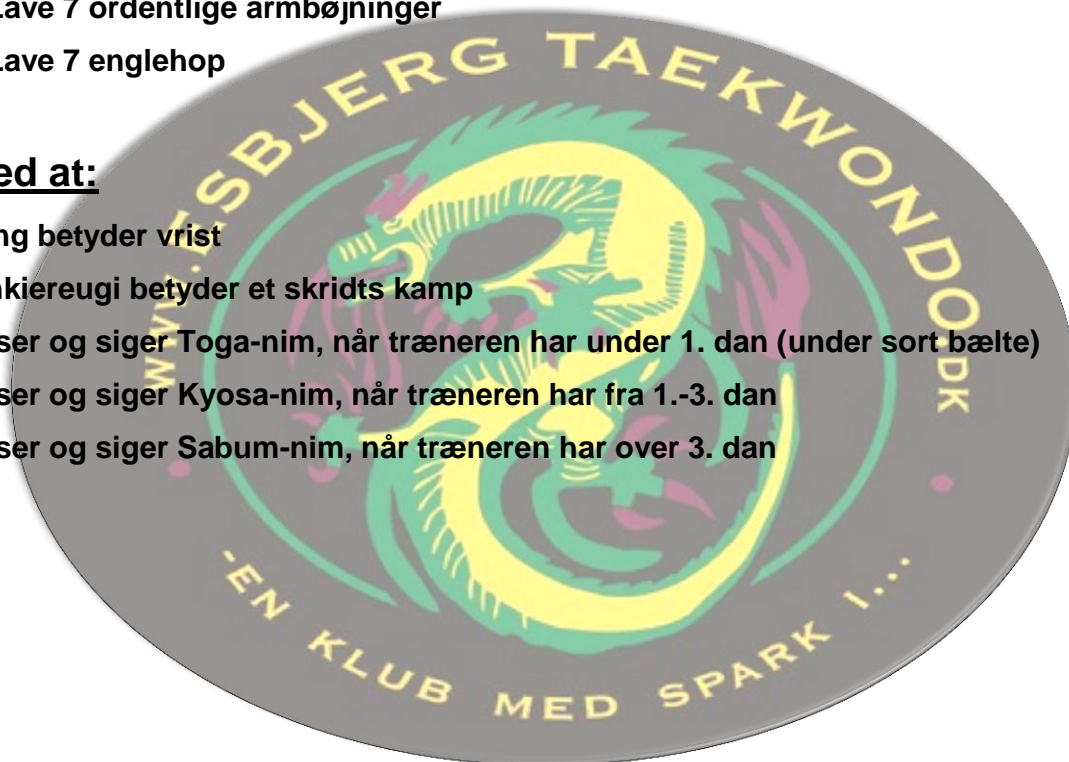 Lave 7 ordentlige armbøjninger
Lave 7 englehop
ed at:
ng betyder vrist
nkiereugi betyder et skridts kamp
ser og siger Toga-nim, når træneren har under 1. dan (under sort bælte)
ser og siger Kyosa-nim, når træneren har fra 1.-3. dan
ser og siger Sabum-nim, når træneren har over 3. dan
WWW.ESBJERG TAEKWONDO.DK
-EN KLUB MED SPARK I...